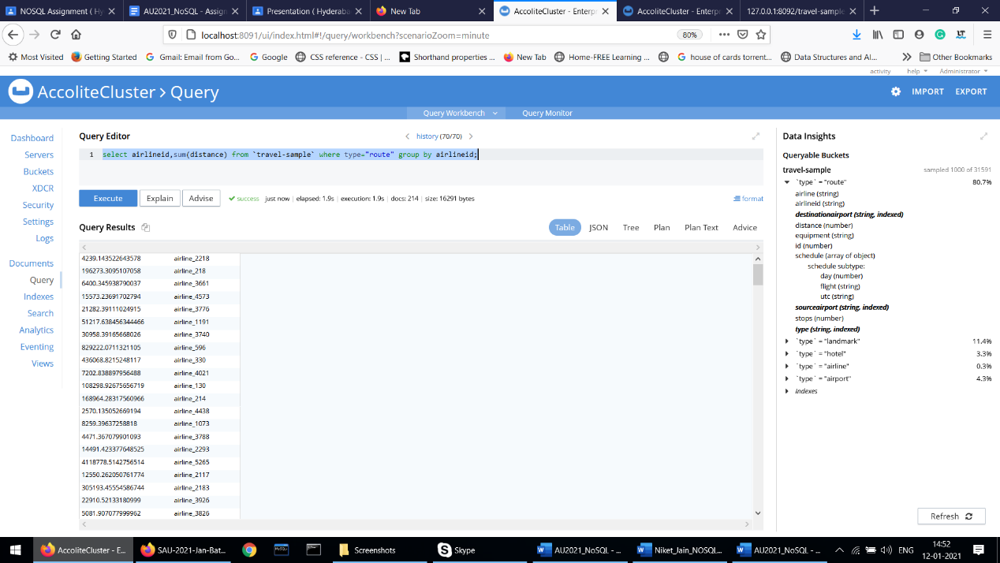 NOSQL Assignment ( Hy
AU2021_NoSQL - Assign
Presentation ( Hyderaba
New Tab
AccoliteCluster - Enterpr
AccoliteCluster - Enterpr
127.0.0.1:8092/travel-sample
localhost:8091/ui/index.html#!/query/workbench?scenarioZoom=minute
80%
Most Visited
Getting Started
Gmail: Email from Go...
Google
CSS reference - CSS | ...
Shorthand properties ...
New Tab
Home-FREE Learning ...
house of cards torrent...
Data Structures and Al...
Other Bookmarks
activity
help
Administrator
AccoliteCluster > Query
IMPORT
EXPORT
Query Workbench
Query Monitor
Dashboard
Servers
Buckets
XDCR
Security
Settings
Logs
Documents
Query
Indexes
Search
Analytics
Eventing
Views
Query Editor
history (70/70)
1 select airlineid,sum(distance) from `travel-sample` where type="route" group by airlineid;
Execute
Explain
Advise
success
just now | elapsed: 1.9s | execution: 1.9s | docs: 214 | size: 16291 bytes
format
Query Results
Table
JSON
Tree
Plan
Plan Text
Advice
4239.143522643578 airline_2218
196273.3095107058 airline_218
6400.345938790037 airline_3661
15573.23691702794 airline_4573
21282.39111024915 airline_3776
51217.638456344466 airline_1191
30958.39165668026 airline_3740
829222.0711321105 airline_596
436068.8215248117 airline_330
7202.838897956488 airline_4021
108298.92675656719 airline_130
168964.28317560966 airline_214
2570.135052669194 airline_4438
8259.39637258818 airline_1073
4471.367079901093 airline_3788
14491.423377648525 airline_2293
4118778.5142756514 airline_5265
12550.262050761774 airline_2117
305193.45554586744 airline_2183
22910.52133180999 airline_3926
5081.907077999962 airline_3826
Data Insights
Queryable Buckets
travel-sample
sampled 1000 of 31591
`type` = "route" 80.7%
airline (string)
airlineid (string)
destinationairport (string, indexed)
distance (number)
equipment (string)
id (number)
schedule (array of object)
schedule subtype:
day (number)
flight (string)
utc (string)
sourceairport (string, indexed)
stops (number)
type (string, indexed)
`type` = "landmark" 11.4%
`type` = "hotel" 3.3%
`type` = "airline" 0.3%
`type` = "airport" 4.3%
Indexes
Refresh
AccoliteCluster - E...
SAU-2021-Jan-Bat...
Screenshots
Skype
AU2021_NoSQL - ...
Niket_Jain_NOSQL...
AU2021_NoSQL - ...
ENG
14:52
12-01-2021